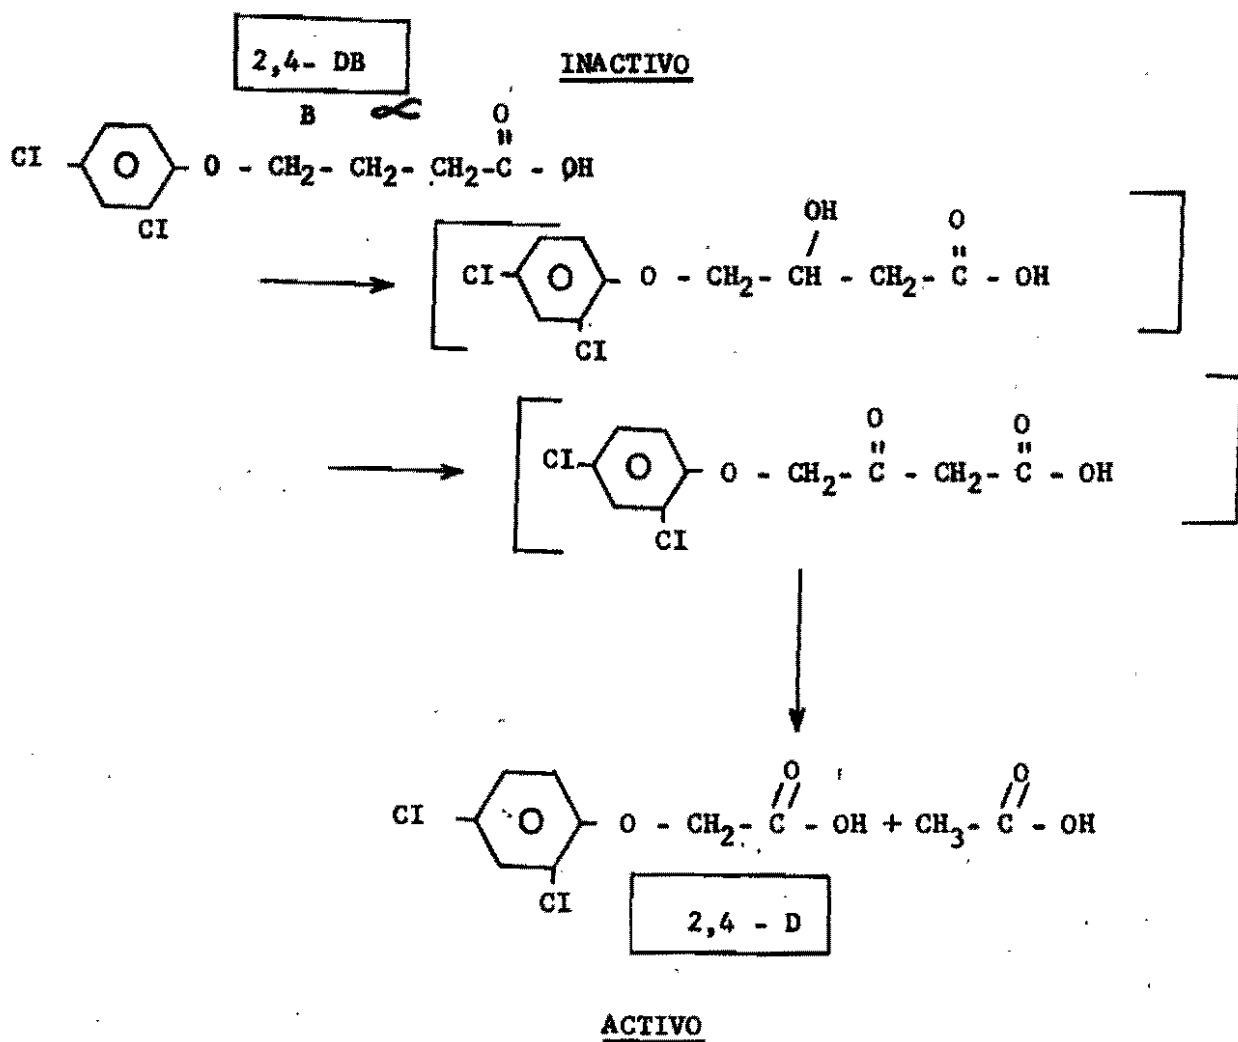 2,4- DB
INACTIVO
B ∝ O
"
CI - O - CH2- CH2- CH2-C - OH
CI
OH O
/ "
CI - O - CH2- CH - CH2- C - OH
CI
O O
" "
CI - O - CH2- C - CH2- C - OH
CI
O O
// //
CI - O - CH2- C - OH + CH3- C - OH
CI
2,4 - D
ACTIVO